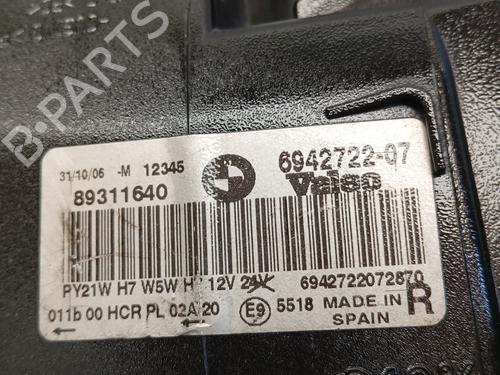 31/10/06 -M 12345 6942722-07
89311640 Valeo
PY21W H7 W5W 12V 24V 6942722072870
011b 00 HCR PL 02A 20 E9 5518 MADE IN SPAIN R
B-PARTS